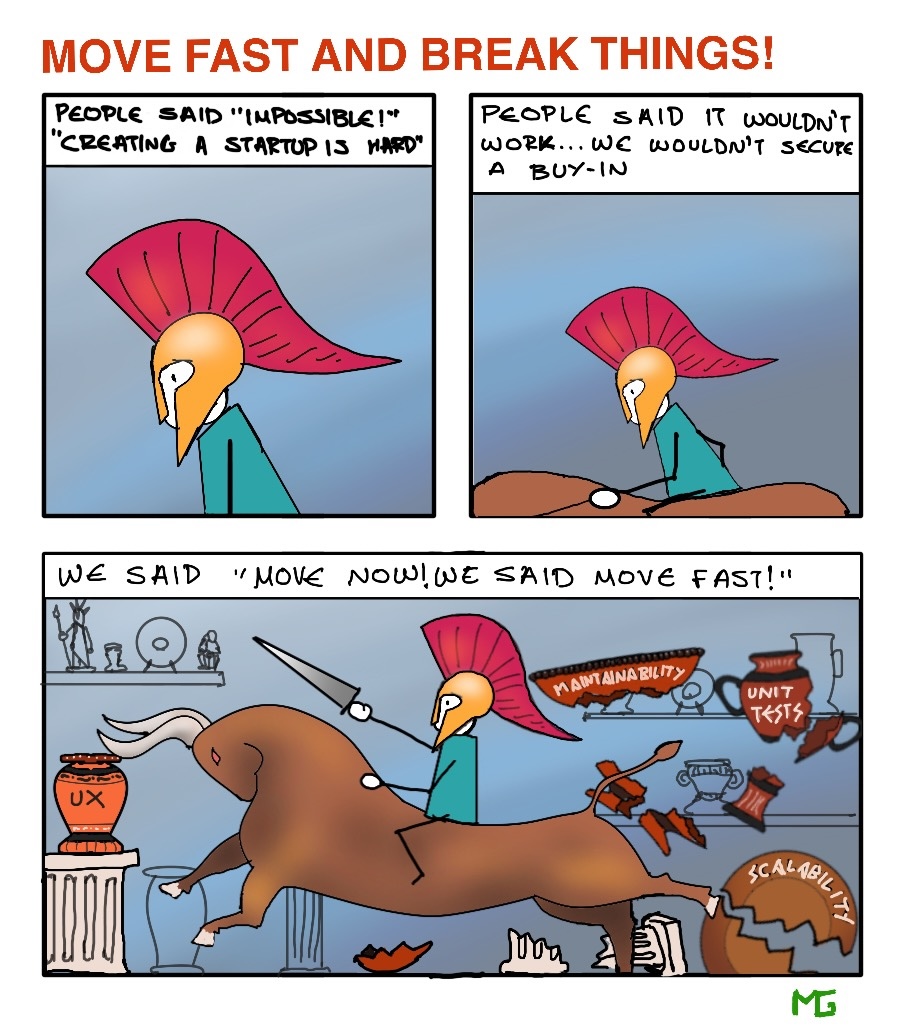 MOVE FAST AND BREAK THINGS!
PEOPLE SAID "IMPOSSIBLE!"
"CREATING A STARTUP IS HARD"
PEOPLE SAID IT WOULDN'T
WORK...WE WOULDN'T SECURE
A BUY-IN
WE SAID "MOVE NOW! WE SAID MOVE FAST!"
MAINTAINABILITY
UNIT
TESTS
UX
SCALABILITY
MG